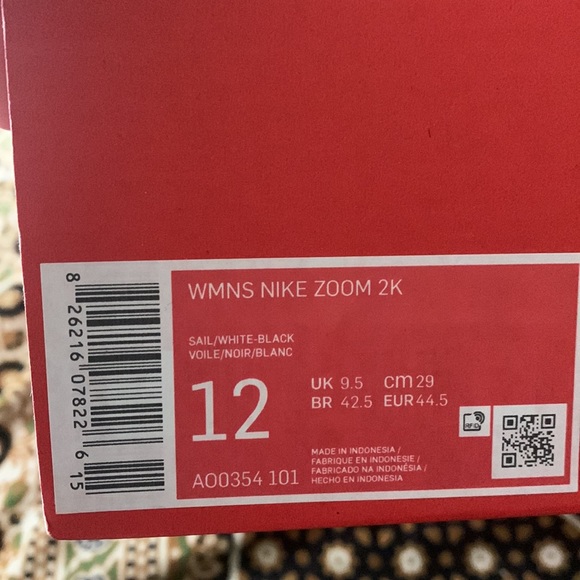 WMNS NIKE ZOOM 2K
SAIL/WHITE-BLACK
VOILE/NOIR/BLANC
12
UK 9.5 cm 29
BR 42.5 EUR 44.5
RFID
AO0354 101
MADE IN INDONESIA /
FABRIQUE EN INDONESIE /
FABRICADO NA INDONÉSIA /
HECHO EN INDONESIA
8 26216 07822 6 15